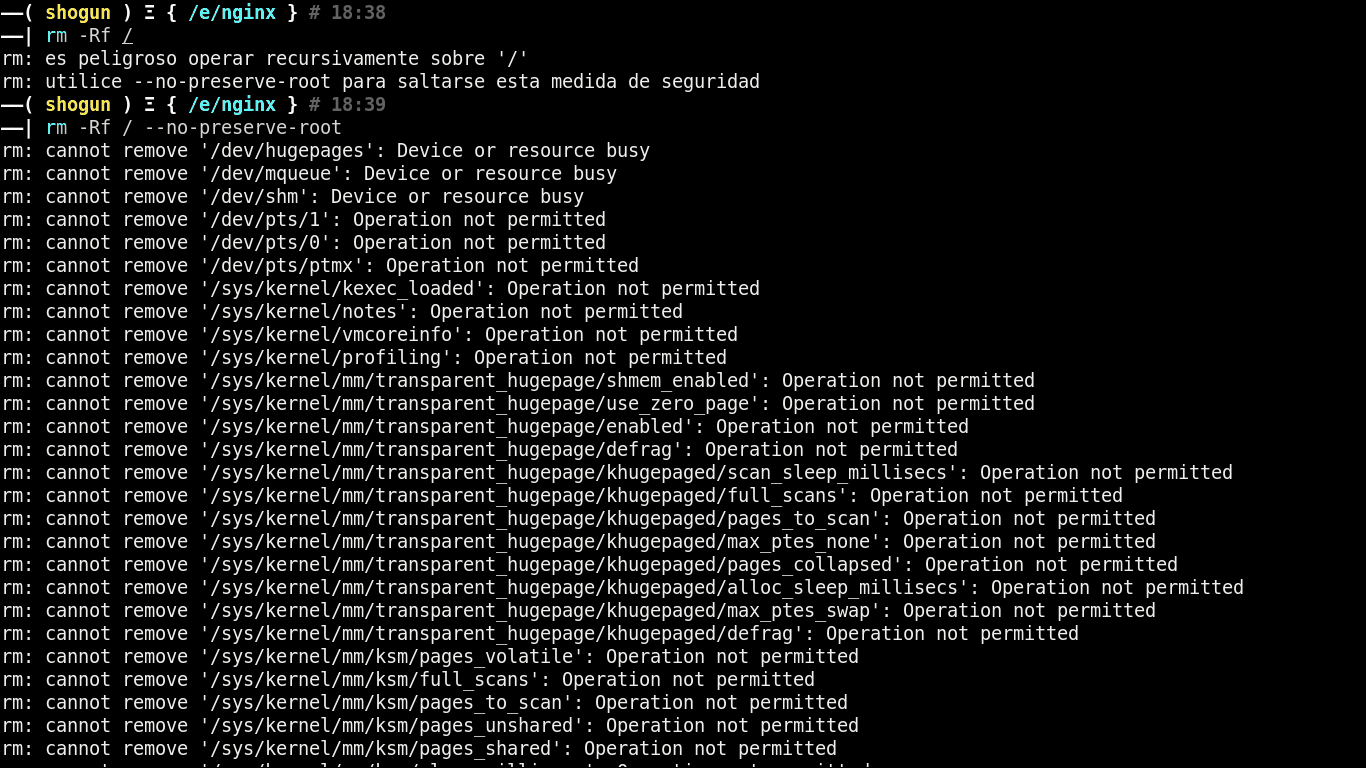 ——( shogun ) Ξ { /e/nginx } # 18:38
——| rm -Rf /
rm: es peligroso operar recursivamente sobre '/'
rm: utilice --no-preserve-root para saltarse esta medida de seguridad
——( shogun ) Ξ { /e/nginx } # 18:39
——| rm -Rf / --no-preserve-root
rm: cannot remove '/dev/hugepages': Device or resource busy
rm: cannot remove '/dev/mqueue': Device or resource busy
rm: cannot remove '/dev/shm': Device or resource busy
rm: cannot remove '/dev/pts/1': Operation not permitted
rm: cannot remove '/dev/pts/0': Operation not permitted
rm: cannot remove '/dev/pts/ptmx': Operation not permitted
rm: cannot remove '/sys/kernel/kexec_loaded': Operation not permitted
rm: cannot remove '/sys/kernel/notes': Operation not permitted
rm: cannot remove '/sys/kernel/vmcoreinfo': Operation not permitted
rm: cannot remove '/sys/kernel/profiling': Operation not permitted
rm: cannot remove '/sys/kernel/mm/transparent_hugepage/shmem_enabled': Operation not permitted
rm: cannot remove '/sys/kernel/mm/transparent_hugepage/use_zero_page': Operation not permitted
rm: cannot remove '/sys/kernel/mm/transparent_hugepage/enabled': Operation not permitted
rm: cannot remove '/sys/kernel/mm/transparent_hugepage/defrag': Operation not permitted
rm: cannot remove '/sys/kernel/mm/transparent_hugepage/khugepaged/scan_sleep_millisecs': Operation not permitted
rm: cannot remove '/sys/kernel/mm/transparent_hugepage/khugepaged/full_scans': Operation not permitted
rm: cannot remove '/sys/kernel/mm/transparent_hugepage/khugepaged/pages_to_scan': Operation not permitted
rm: cannot remove '/sys/kernel/mm/transparent_hugepage/khugepaged/max_ptes_none': Operation not permitted
rm: cannot remove '/sys/kernel/mm/transparent_hugepage/khugepaged/pages_collapsed': Operation not permitted
rm: cannot remove '/sys/kernel/mm/transparent_hugepage/khugepaged/alloc_sleep_millisecs': Operation not permitted
rm: cannot remove '/sys/kernel/mm/transparent_hugepage/khugepaged/max_ptes_swap': Operation not permitted
rm: cannot remove '/sys/kernel/mm/transparent_hugepage/khugepaged/defrag': Operation not permitted
rm: cannot remove '/sys/kernel/mm/ksm/pages_volatile': Operation not permitted
rm: cannot remove '/sys/kernel/mm/ksm/full_scans': Operation not permitted
rm: cannot remove '/sys/kernel/mm/ksm/pages_to_scan': Operation not permitted
rm: cannot remove '/sys/kernel/mm/ksm/pages_unshared': Operation not permitted
rm: cannot remove '/sys/kernel/mm/ksm/pages_shared': Operation not permitted